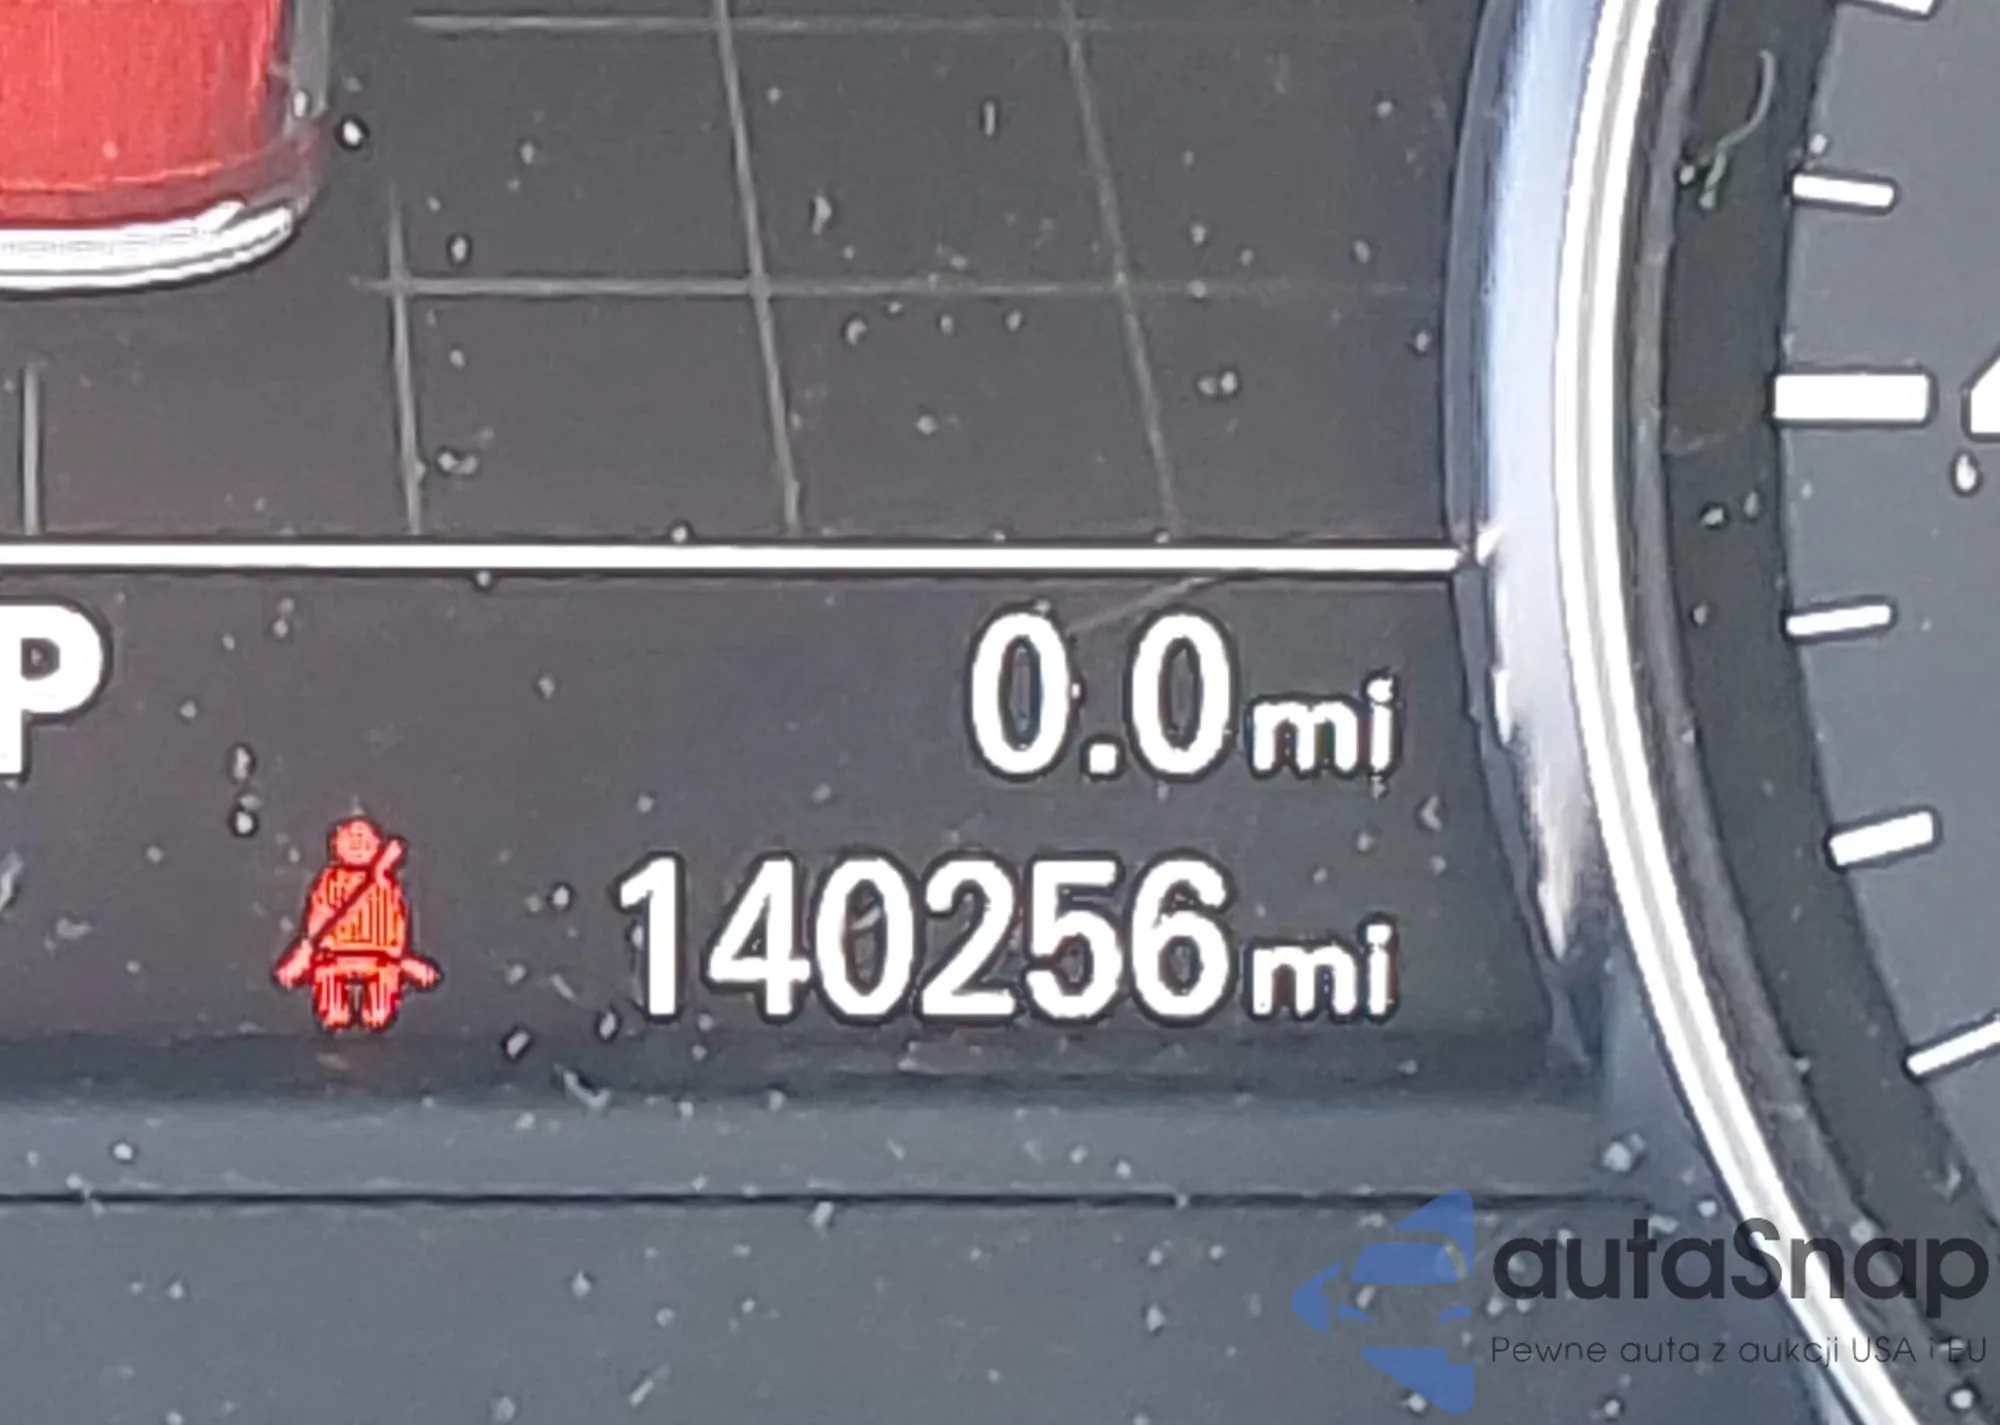 P
0.0mi
140256mi
autaSnap
Pewne auta z aukcji USA i EU